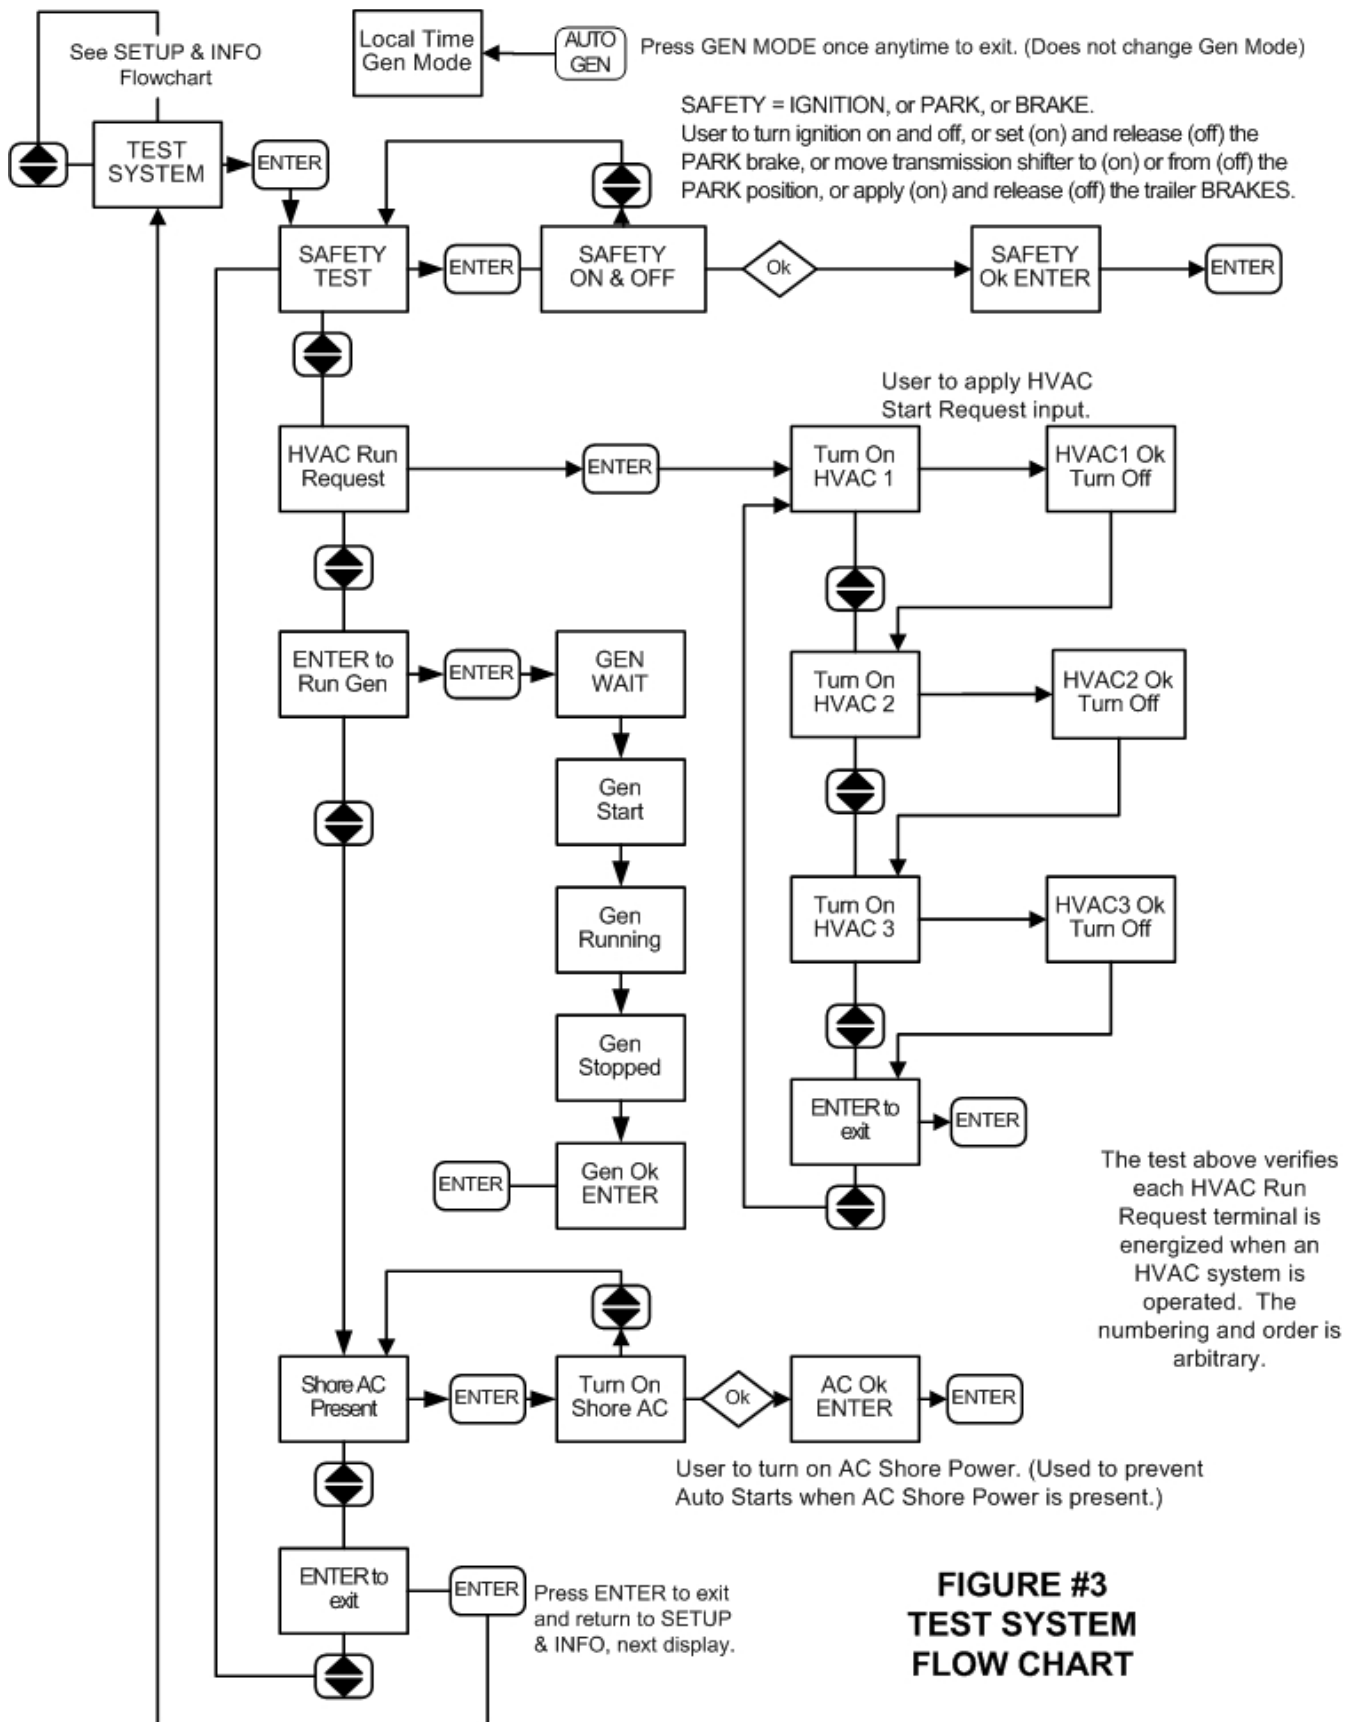 See SETUP & INFO
Flowchart
Local Time
Gen Mode
AUTO
GEN
Press GEN MODE once anytime to exit. (Does not change Gen Mode)
SAFETY = IGNITION, or PARK, or BRAKE.
User to turn ignition on and off, or set (on) and release (off) the
PARK brake, or move transmission shifter to (on) or from (off) the
PARK position, or apply (on) and release (off) the trailer BRAKES.
TEST
SYSTEM
ENTER
SAFETY
TEST
ENTER
SAFETY
ON & OFF
Ok
SAFETY
Ok ENTER
ENTER
User to apply HVAC
Start Request input.
HVAC Run
Request
ENTER
Turn On
HVAC 1
HVAC1 Ok
Turn Off
ENTER to
Run Gen
ENTER
GEN
WAIT
Turn On
HVAC 2
HVAC2 Ok
Turn Off
Gen
Start
Gen
Running
Turn On
HVAC 3
HVAC3 Ok
Turn Off
Gen
Stopped
ENTER to
exit
ENTER
ENTER
Gen Ok
ENTER
The test above verifies
each HVAC Run
Request terminal is
energized when an
HVAC system is
operated. The
numbering and order is
arbitrary.
Shore AC
Present
ENTER
Turn On
Shore AC
Ok
AC Ok
ENTER
ENTER
User to turn on AC Shore Power. (Used to prevent
Auto Starts when AC Shore Power is present.)
ENTER to
exit
ENTER
Press ENTER to exit
and return to SETUP
& INFO, next display.
FIGURE #3
TEST SYSTEM
FLOW CHART